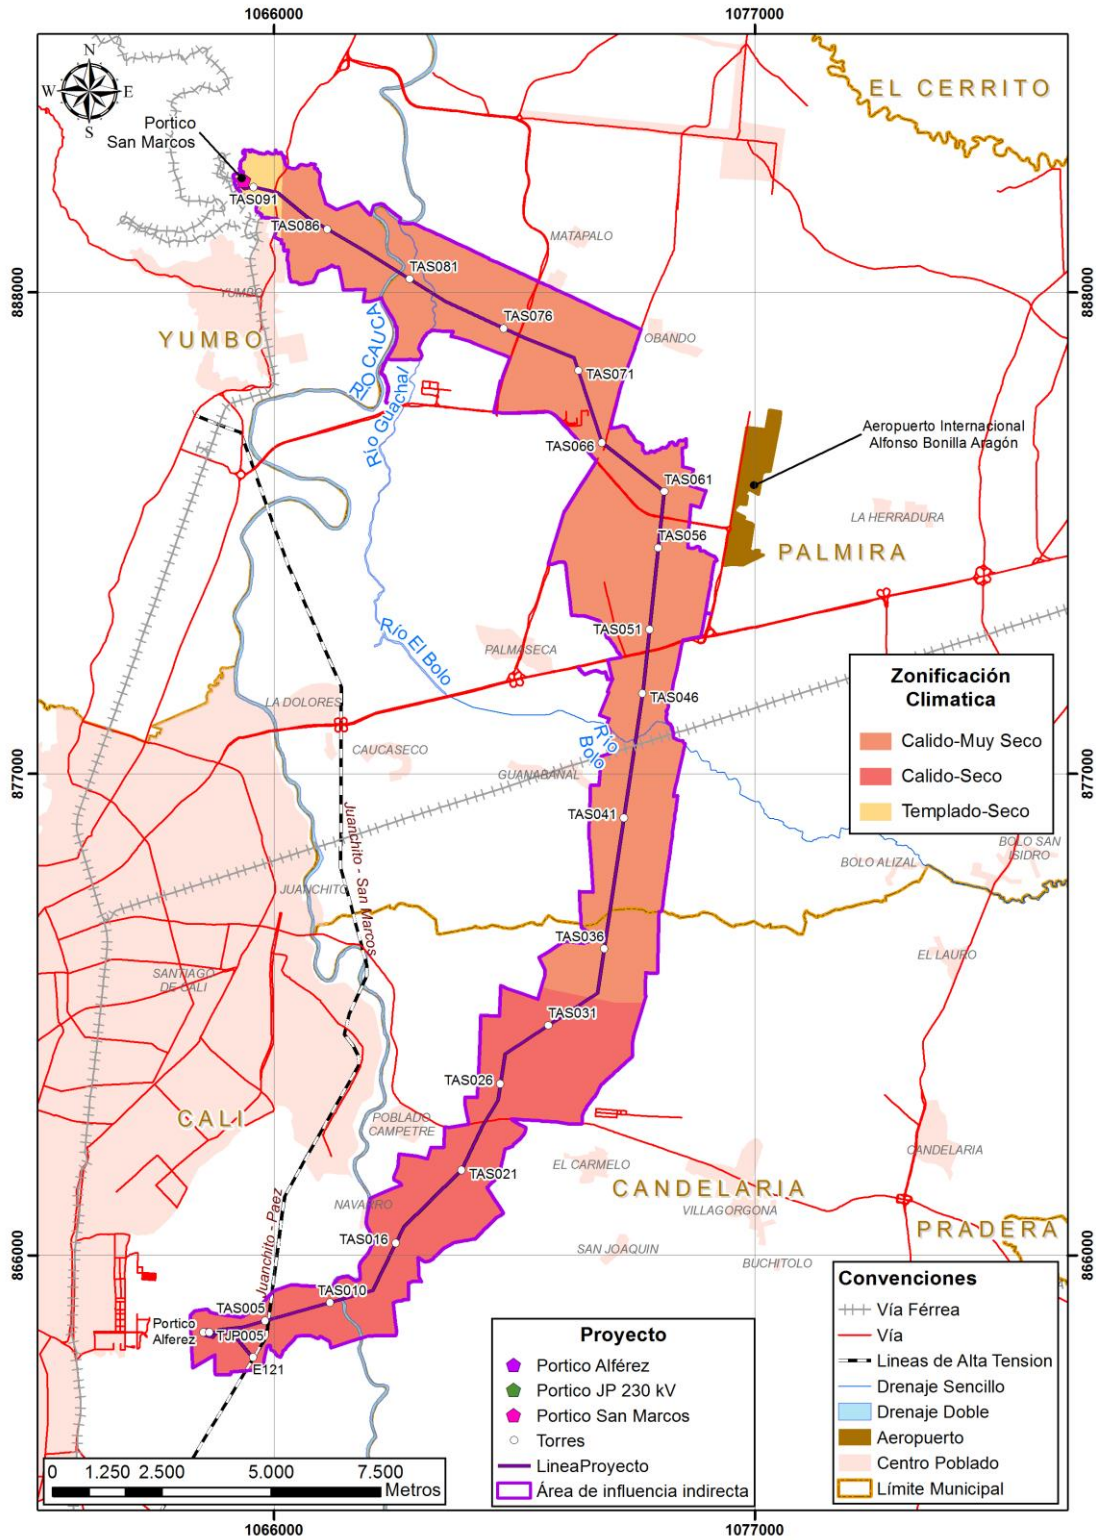 1066000
1077000
N
W
E
S
EL CERRITO
Portico
San Marcos
TAS091
TAS086
MATAPALO
TAS081
888000
888000
YUMBO
TAS076
RÍO CAUCA
YUMBO
OBANDO
TAS071
Río Guachal
TAS066
Aeropuerto Internacional
Alfonso Bonilla Aragón
TAS061
LA HERRADURA
TAS056
PALMIRA
TAS051
Río El Bolo
PALMASECA
TAS046
LA DOLORES
Zonificación
Climatica
Calido-Muy Seco
Calido-Seco
Templado-Seco
CAUCASECO
Río
Bolo
877000
877000
GUANABANAL
TAS041
Juanchito - San Marcos
BOLO SAN
ISIDRO
BOLO ALIZAL
JUANCHITO
TAS036
EL LAURO
SANTIAGO
DE CALI
TAS031
TAS026
CALI
POBLADO
CAMPETRE
CANDELARIA
EL CARMELO
TAS021
CANDELARIA
VILLAGORGONA
NAVARRO
PRADERA
TAS016
SAN JOAQUIN
BUCHITOLO
866000
866000
Juanchito - Paez
TAS010
TAS005
Portico
Alferez
TJP005
E121
Proyecto
Portico Alférez
Portico JP 230 kV
Portico San Marcos
Torres
LineaProyecto
Área de influencia indirecta
Convenciones
Vía Férrea
Vía
Lineas de Alta Tension
Drenaje Sencillo
Drenaje Doble
Aeropuerto
Centro Poblado
Límite Municipal
0 1.250 2.500 5.000 7.500
Metros
1066000
1077000